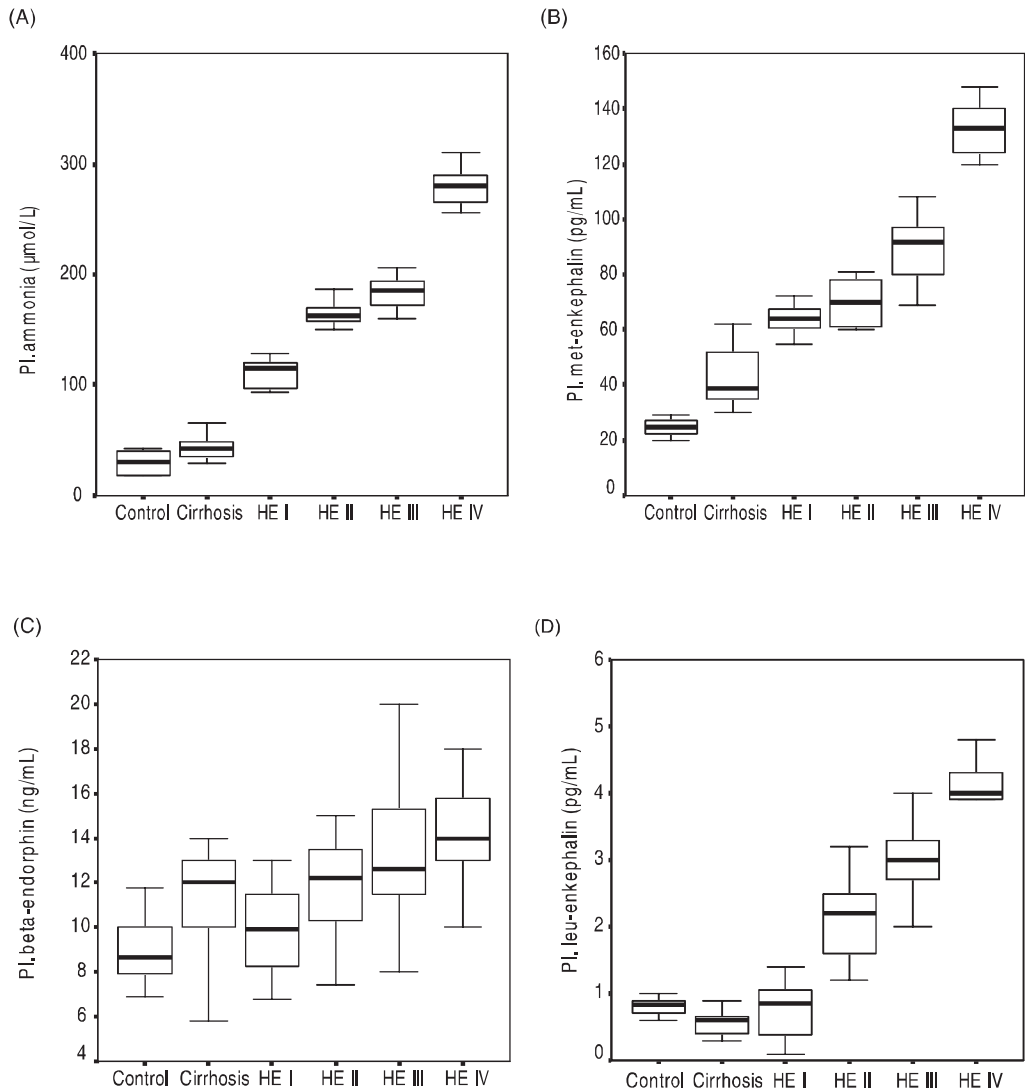 (A)
Pl.ammonia (µmol/L)
400
300
200
100
0
Control Cirrhosis HE I HE II HE III HE IV
(B)
Pl.met-enkephalin (pg/mL)
160
140
120
100
80
60
40
20
0
Control Cirrhosis HE I HE II HE III HE IV
(C)
Pl.beta-endorphin (ng/mL)
22
20
18
16
14
12
10
8
6
4
Control Cirrhosis HE I HE II HE III HE IV
(D)
Pl.leu-enkephalin (pg/mL)
6
5
4
3
2
1
0
Control Cirrhosis HE I HE II HE III HE IV